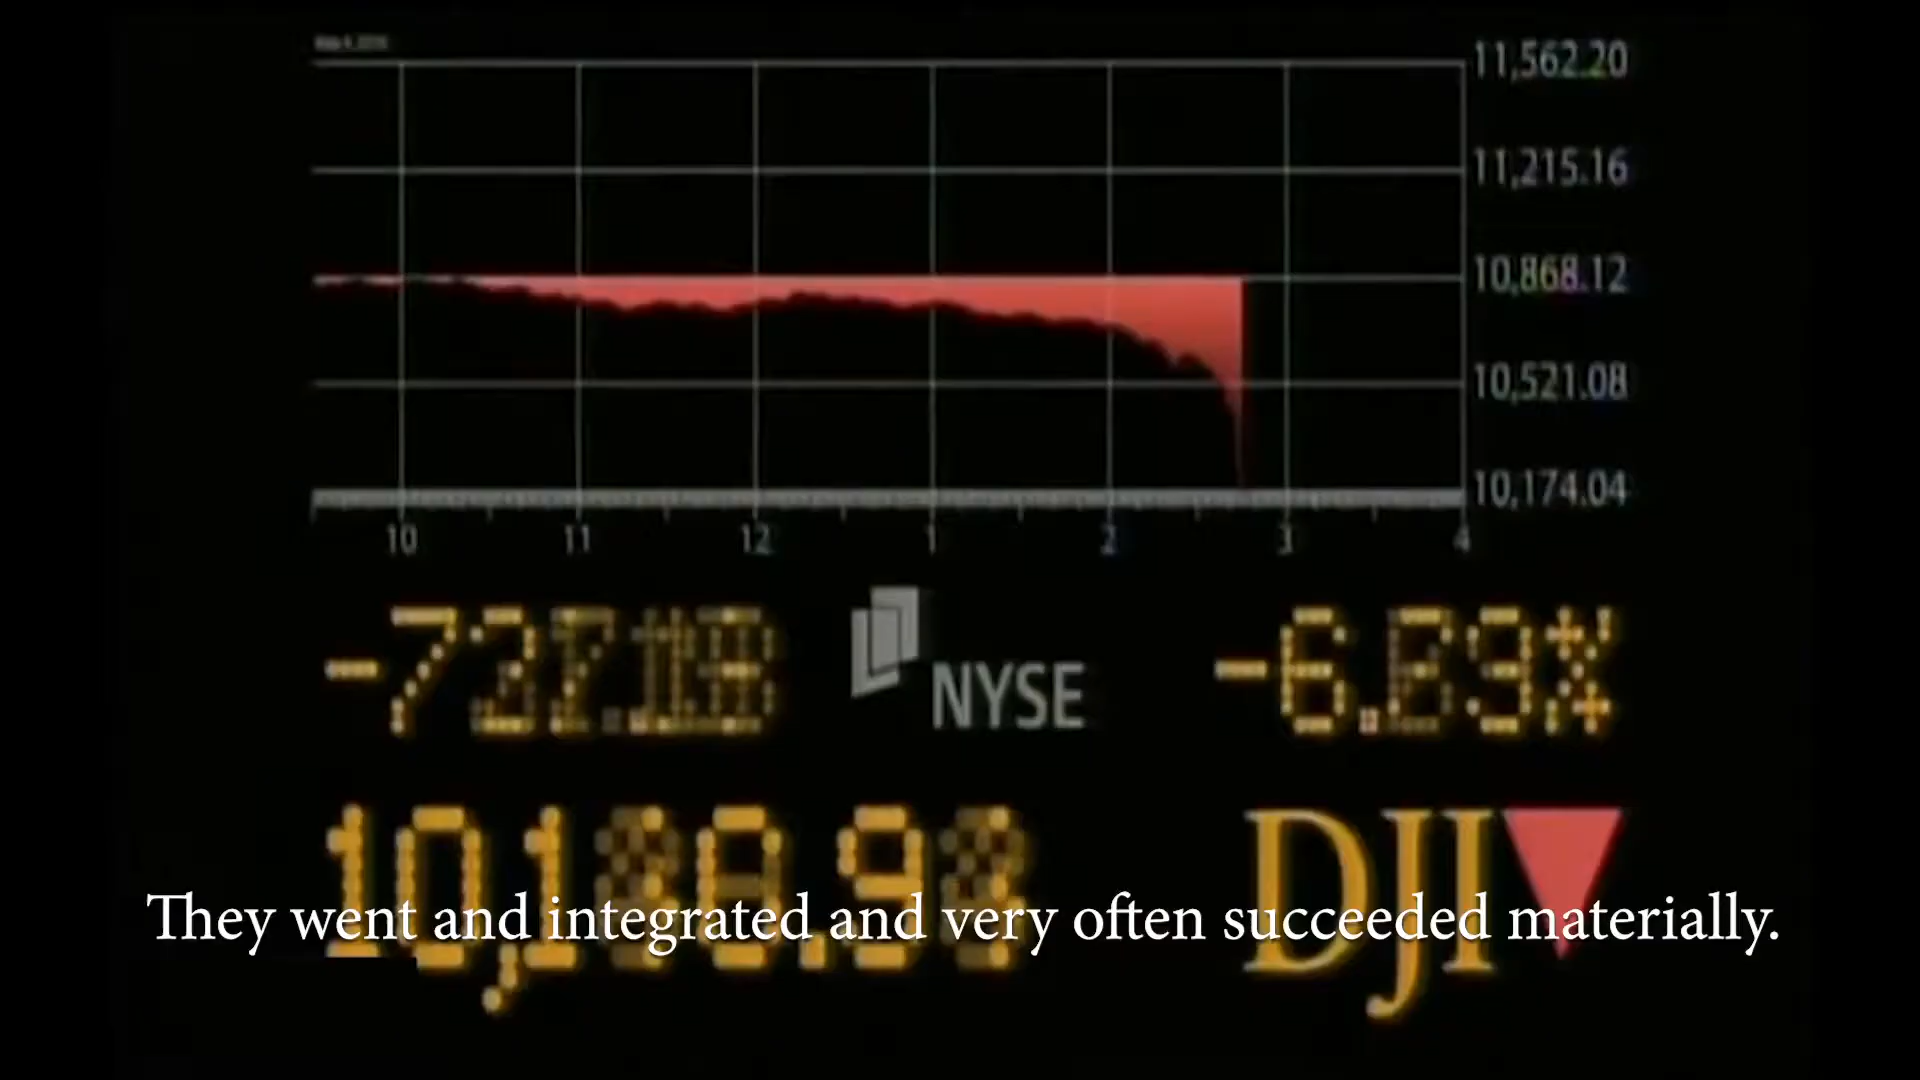 11,562.20
11,215.16
10,868.12
10,521.08
10,174.04
10 11 12 1 2 3 4
NYSE
DJI
They went and integrated and very often succeeded materially.